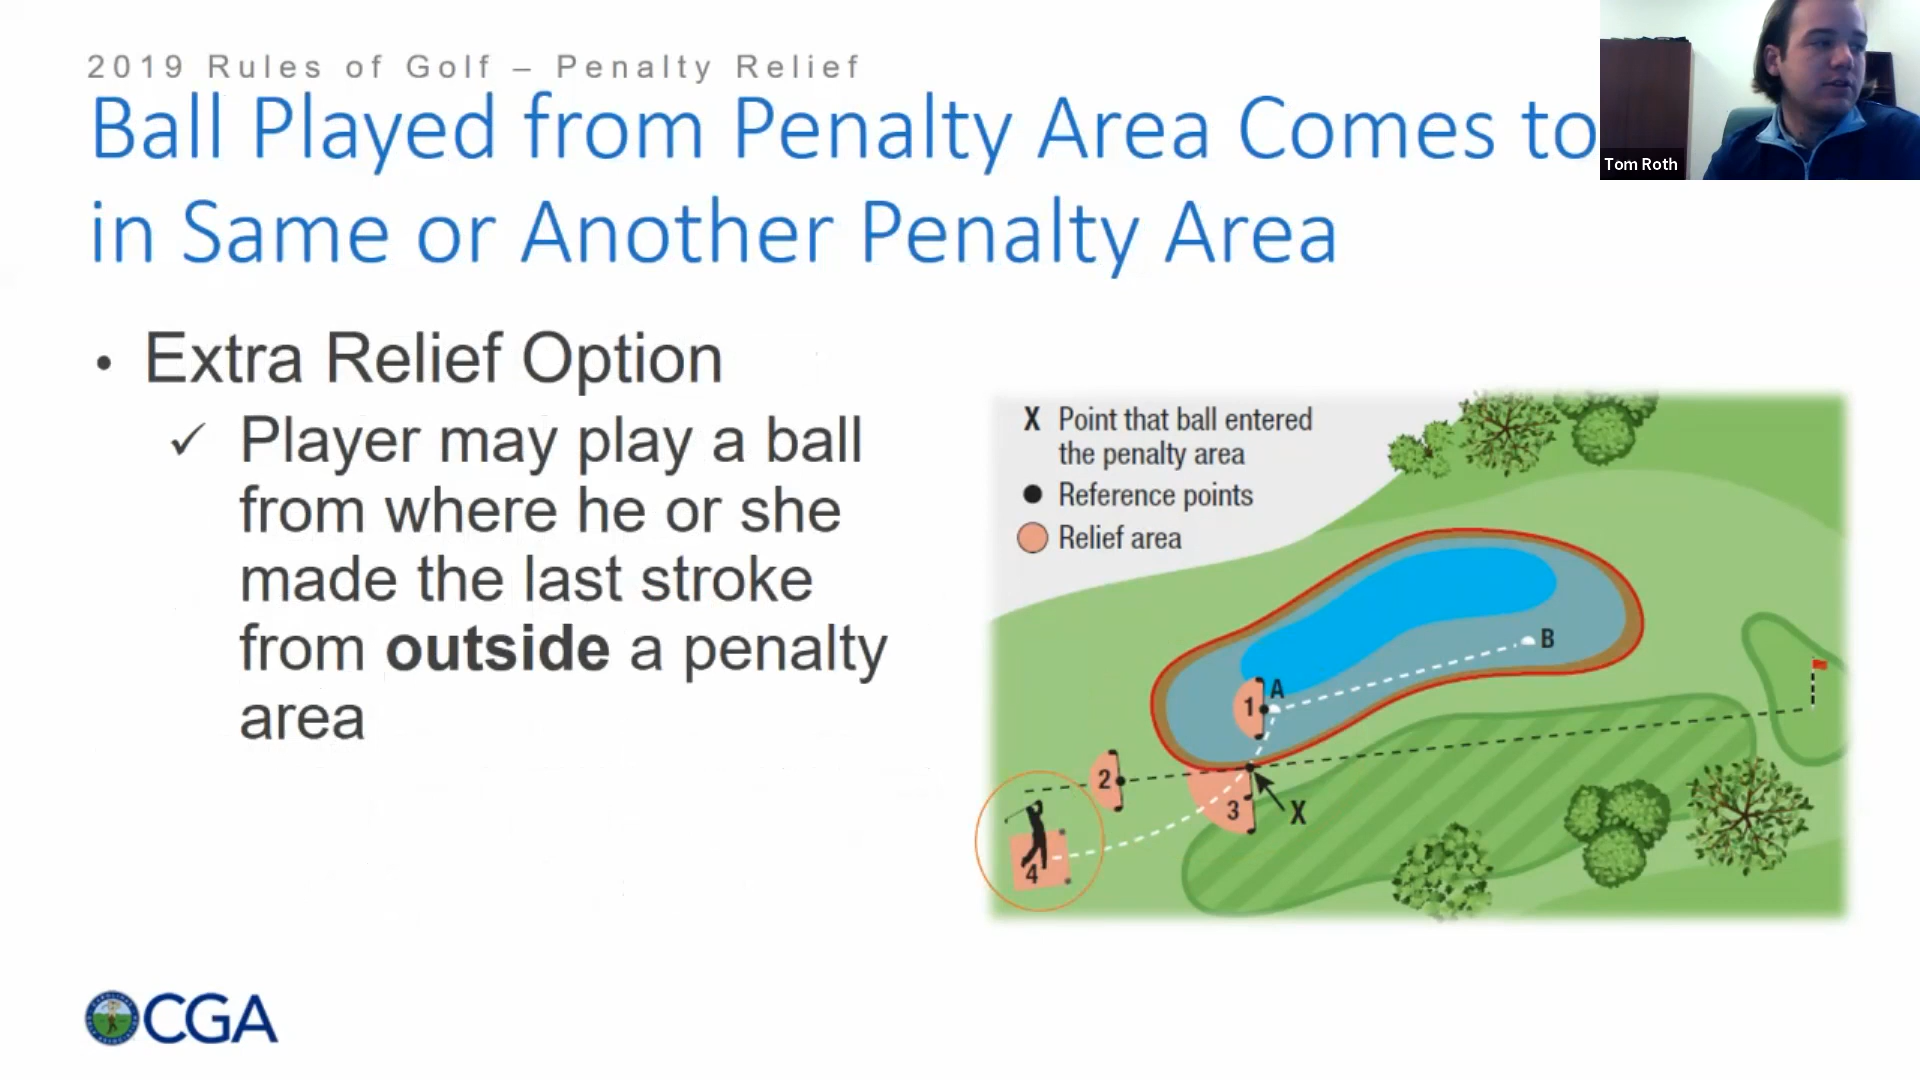 2019 Rules of Golf – Penalty Relief
Ball Played from Penalty Area Comes to
in Same or Another Penalty Area
Tom Roth
• Extra Relief Option
✓ Player may play a ball
from where he or she
made the last stroke
from outside a penalty
area
X Point that ball entered
the penalty area
Reference points
Relief area
B
A
1
2
3
X
4
CGA